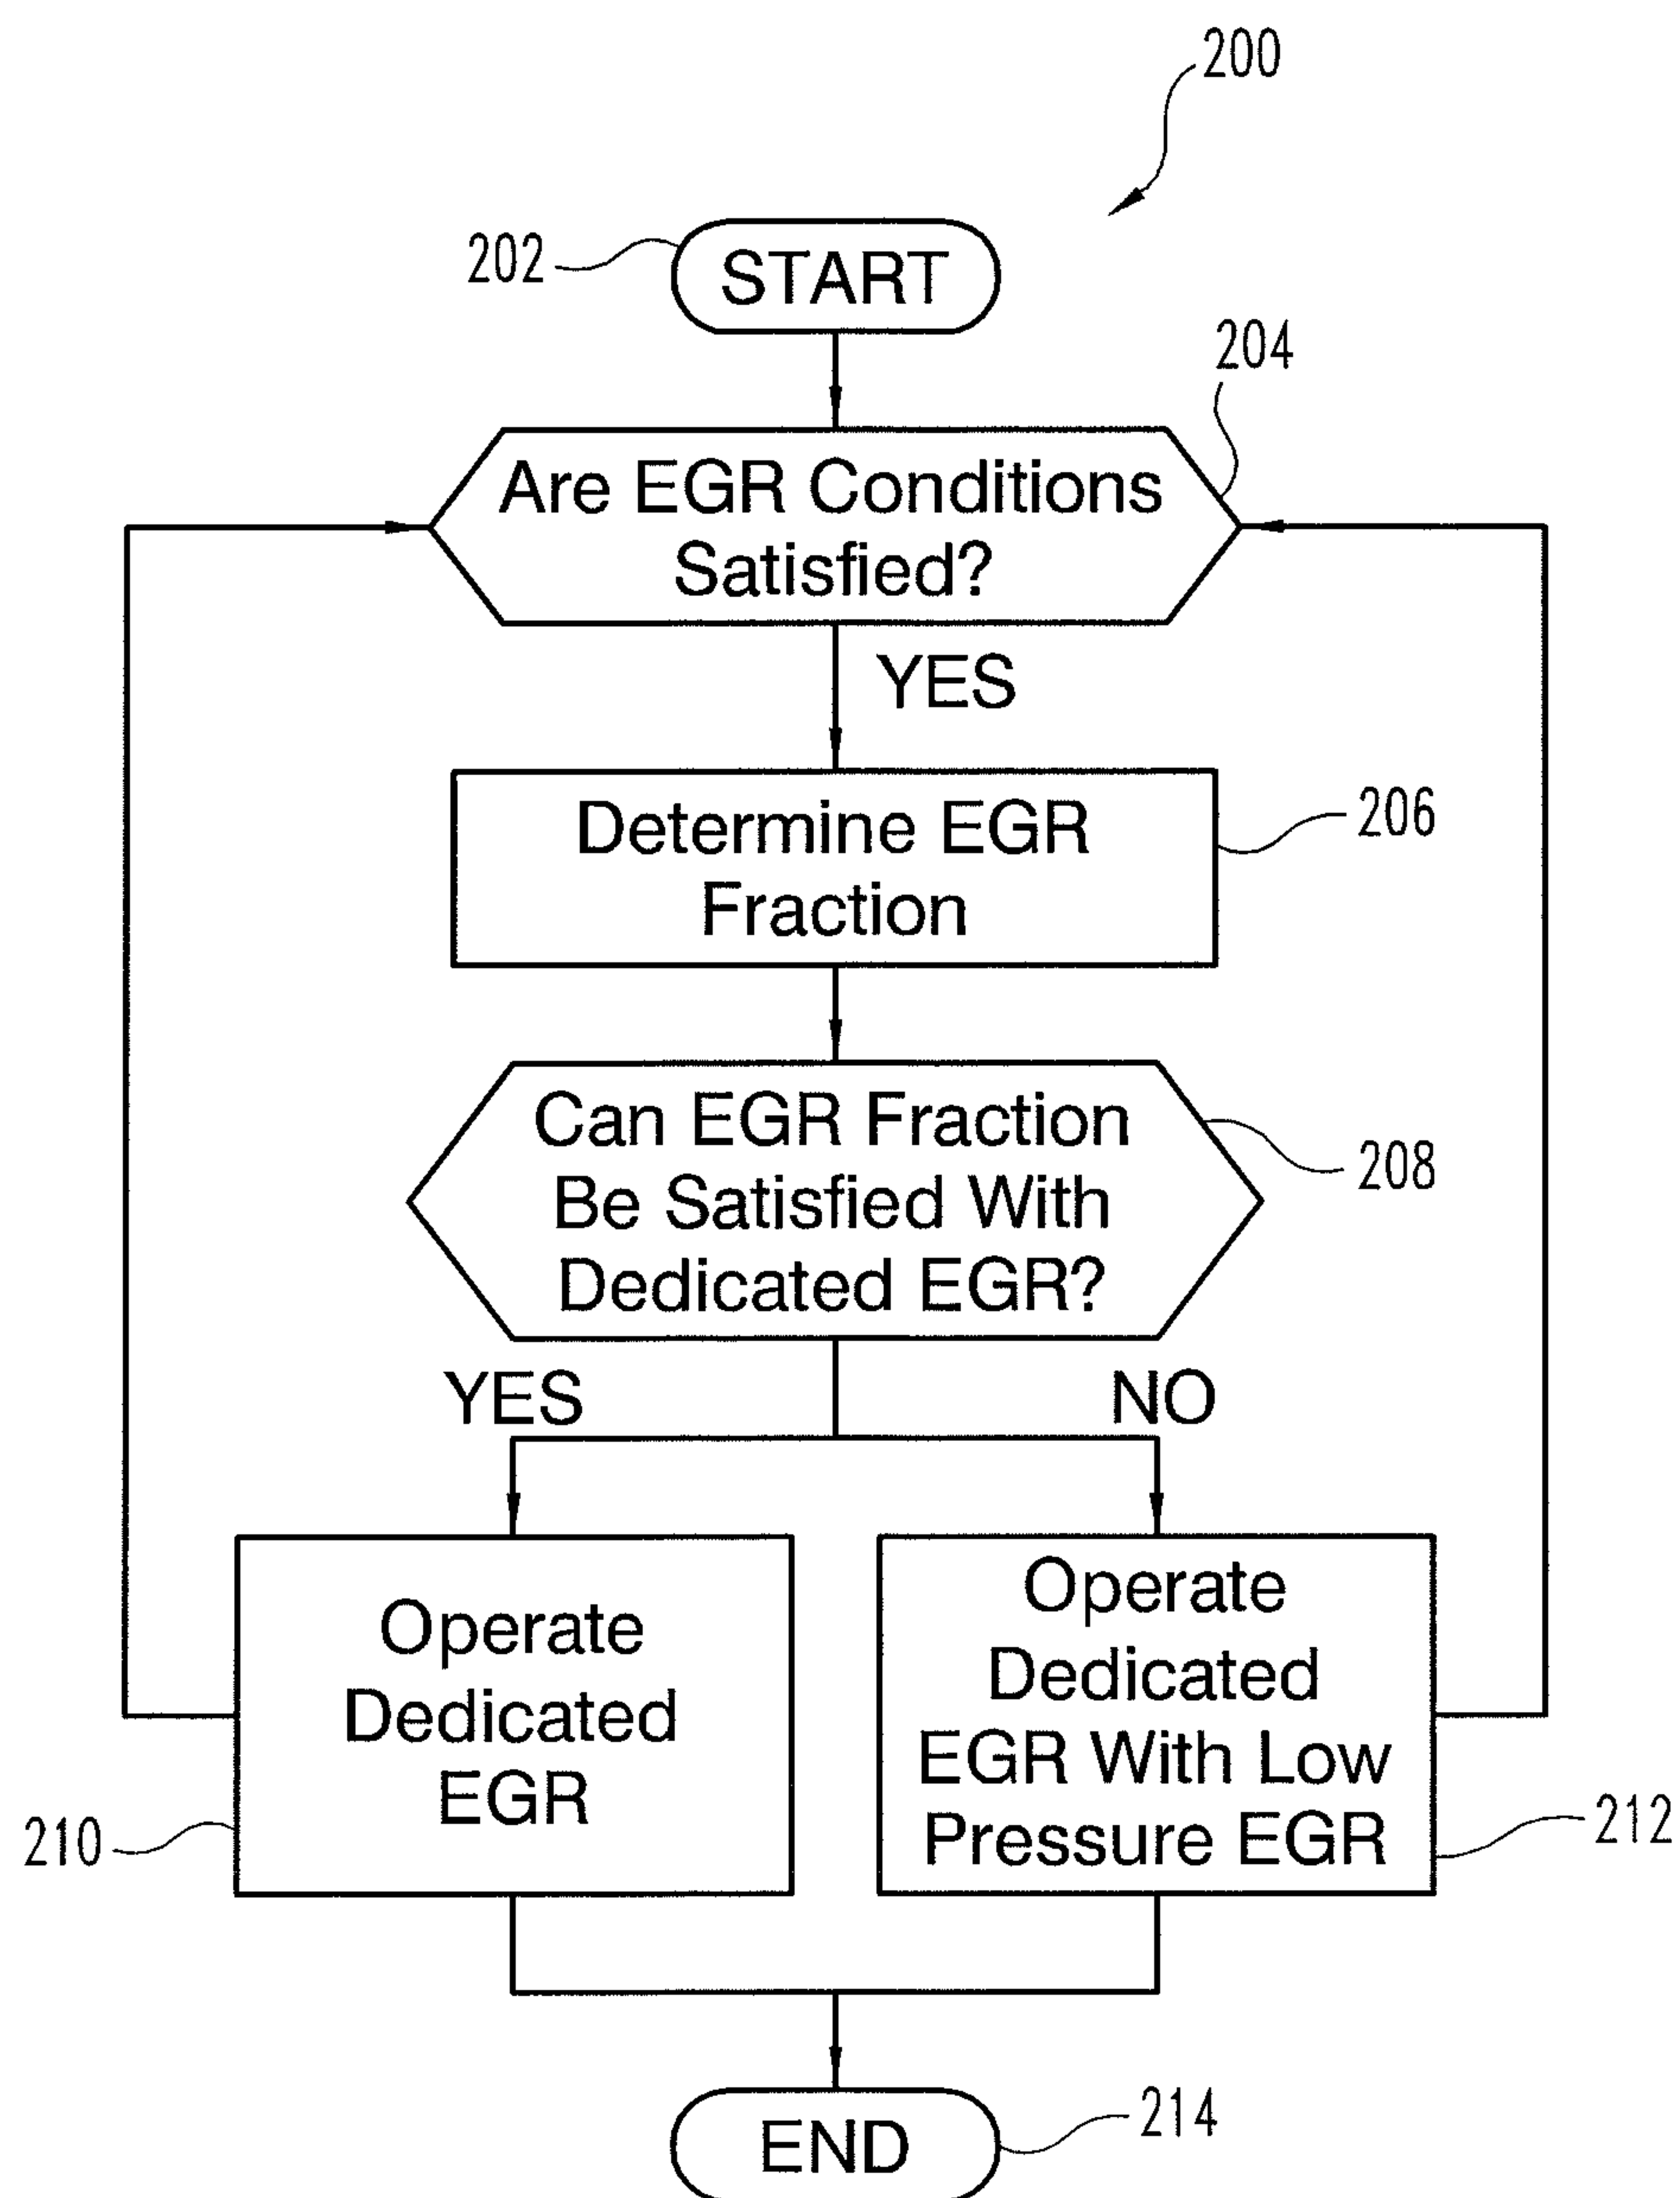 200
202
START
204
Are EGR Conditions
Satisfied?
YES
Determine EGR
Fraction
206
Can EGR Fraction
Be Satisfied With
Dedicated EGR?
208
YES
NO
Operate
Dedicated
EGR
210
Operate
Dedicated
EGR With Low
Pressure EGR
212
END
214